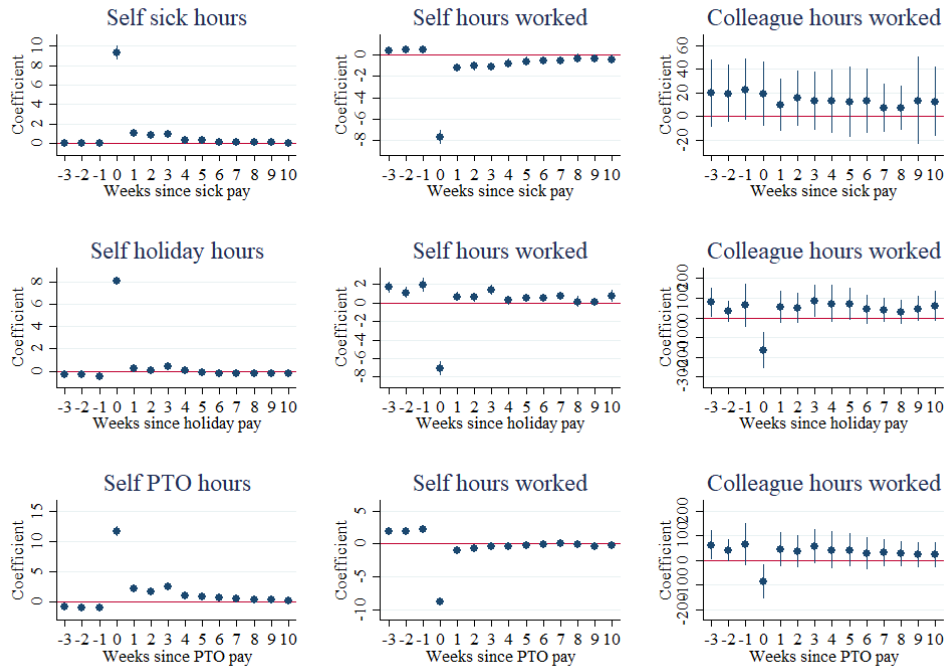 Self sick hours
Coefficient
10
8
6
4
2
0
-3 -2 -1 0 1 2 3 4 5 6 7 8 9 10
Weeks since sick pay
Self hours worked
Coefficient
0
-2
-4
-6
-8
-3 -2 -1 0 1 2 3 4 5 6 7 8 9 10
Weeks since sick pay
Colleague hours worked
Coefficient
60
40
20
0
-20
-3 -2 -1 0 1 2 3 4 5 6 7 8 9 10
Weeks since sick pay
Self holiday hours
Coefficient
8
6
4
2
0
-3 -2 -1 0 1 2 3 4 5 6 7 8 9 10
Weeks since holiday pay
Self hours worked
Coefficient
2
0
-2
-4
-6
-8
-3 -2 -1 0 1 2 3 4 5 6 7 8 9 10
Weeks since holiday pay
Colleague hours worked
Coefficient
200
100
0
-100
-200
-300
-3 -2 -1 0 1 2 3 4 5 6 7 8 9 10
Weeks since holiday pay
Self PTO hours
Coefficient
15
10
5
0
-3 -2 -1 0 1 2 3 4 5 6 7 8 9 10
Weeks since PTO pay
Self hours worked
Coefficient
5
0
-5
-10
-3 -2 -1 0 1 2 3 4 5 6 7 8 9 10
Weeks since PTO pay
Colleague hours worked
Coefficient
200
100
0
-100
-200
-3 -2 -1 0 1 2 3 4 5 6 7 8 9 10
Weeks since PTO pay